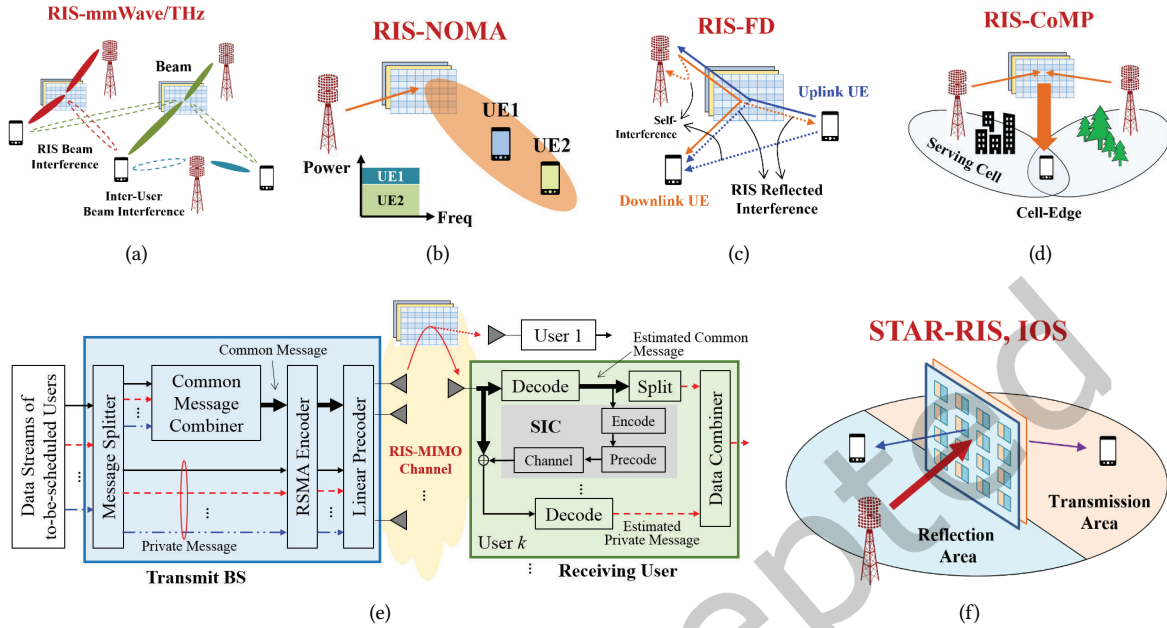 RIS-mmWave/THz
Beam
RIS Beam
Interference
Inter-User
Beam Interference
(a)
RIS-NOMA
UE1
UE2
Power
UE1
UE2
Freq
(b)
RIS-FD
Uplink UE
Self-
Interference
Downlink UE
RIS Reflected
Interference
(c)
RIS-CoMP
Serving Cell
Cell-Edge
(d)
Data Streams of
to-be-scheduled Users
...
Message Splitter
Common Message
Common
Message
Combiner
...
RSMA Encoder
Linear Precoder
...
...
Private Message
Transmit BS
RIS-MIMO
Channel
...
User 1
Estimated Common
Message
Decode
Split
SIC
Encode
Channel
Precode
...
Data Combiner
Decode
Estimated
Private Message
User k
...
Receiving User
(e)
STAR-RIS, IOS
Transmission
Area
Reflection
Area
(f)
epted